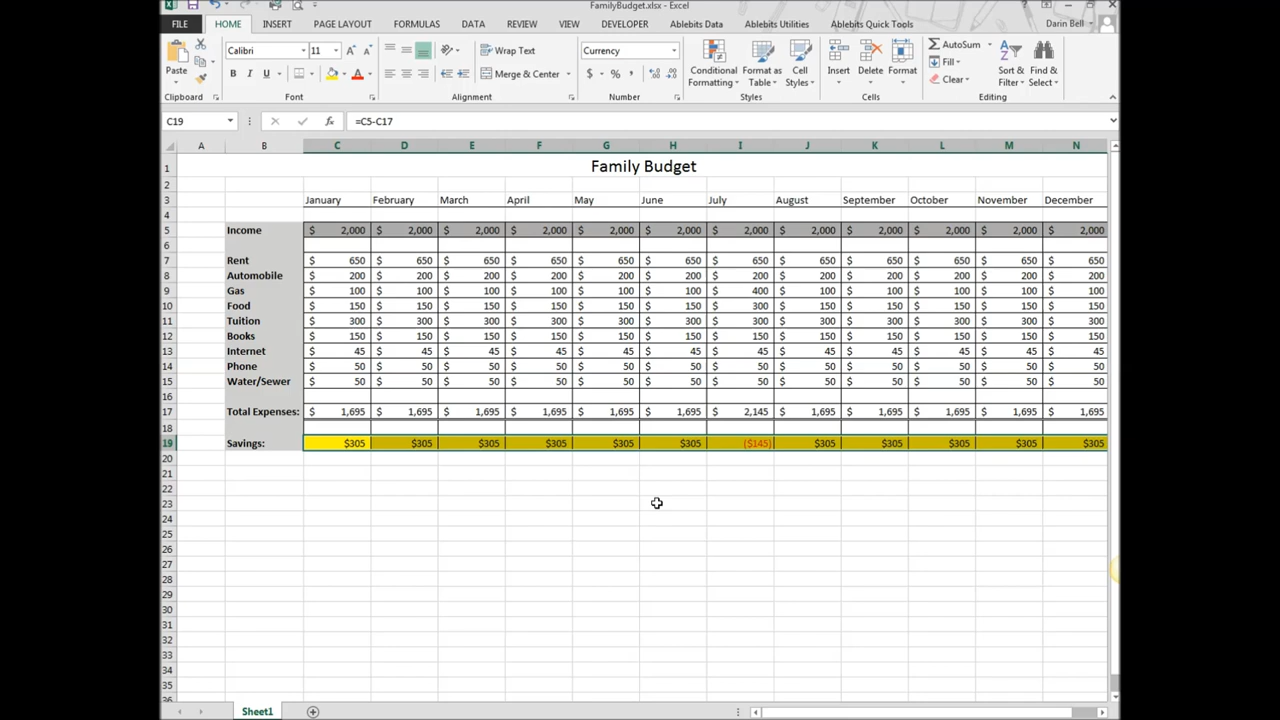 FamilyBudget.xlsx - Excel
?
FILE HOME INSERT PAGE LAYOUT FORMULAS DATA REVIEW VIEW DEVELOPER Ablebits Data Ablebits Utilities Ablebits Quick Tools Darin Bell
Calibri 11 Wrap Text Currency AutoSum
Paste Conditional Format as Cell Insert Delete Format Fill Sort & Find &
B I U Merge & Center $ % , Formatting Table Styles Clear Filter Select
Clipboard Font Alignment Number Styles Cells Editing
C19 fx =C5-C17
A B C D E F G H I J K L M N
1 Family Budget
2
3 January February March April May June July August September October November December
4
5 Income $ 2,000 $ 2,000 $ 2,000 $ 2,000 $ 2,000 $ 2,000 $ 2,000 $ 2,000 $ 2,000 $ 2,000 $ 2,000 $ 2,000
6
7 Rent $ 650 $ 650 $ 650 $ 650 $ 650 $ 650 $ 650 $ 650 $ 650 $ 650 $ 650 $ 650
8 Automobile $ 200 $ 200 $ 200 $ 200 $ 200 $ 200 $ 200 $ 200 $ 200 $ 200 $ 200 $ 200
9 Gas $ 100 $ 100 $ 100 $ 100 $ 100 $ 100 $ 400 $ 100 $ 100 $ 100 $ 100 $ 100
10 Food $ 150 $ 150 $ 150 $ 150 $ 150 $ 150 $ 300 $ 150 $ 150 $ 150 $ 150 $ 150
11 Tuition $ 300 $ 300 $ 300 $ 300 $ 300 $ 300 $ 300 $ 300 $ 300 $ 300 $ 300 $ 300
12 Books $ 150 $ 150 $ 150 $ 150 $ 150 $ 150 $ 150 $ 150 $ 150 $ 150 $ 150 $ 150
13 Internet $ 45 $ 45 $ 45 $ 45 $ 45 $ 45 $ 45 $ 45 $ 45 $ 45 $ 45 $ 45
14 Phone $ 50 $ 50 $ 50 $ 50 $ 50 $ 50 $ 50 $ 50 $ 50 $ 50 $ 50 $ 50
15 Water/Sewer $ 50 $ 50 $ 50 $ 50 $ 50 $ 50 $ 50 $ 50 $ 50 $ 50 $ 50 $ 50
16
17 Total Expenses: $ 1,695 $ 1,695 $ 1,695 $ 1,695 $ 1,695 $ 1,695 $ 2,145 $ 1,695 $ 1,695 $ 1,695 $ 1,695 $ 1,695
18
19 Savings: $305 $305 $305 $305 $305 $305 ($145) $305 $305 $305 $305 $305
20
21
22
23
24
25
26
27
28
29
30
31
32
33
34
35
36
Sheet1